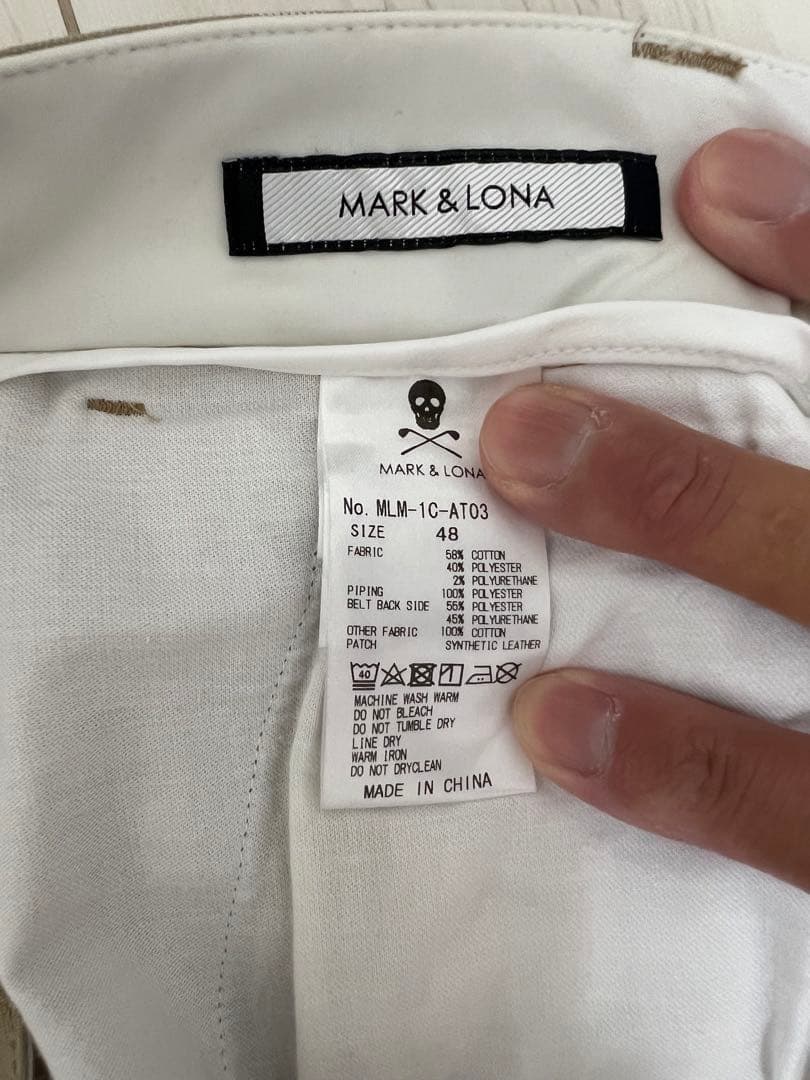 MARK & LONA
MARK & LONA
No. MLM-1C-AT03
SIZE 48
FABRIC 58% COTTON
40% POLYESTER
2% POLYURETHANE
PIPING 100% POLYESTER
BELT BACK SIDE 55% POLYESTER
45% POLYURETHANE
OTHER FABRIC 100% COTTON
PATCH SYNTHETIC LEATHER
40
MACHINE WASH WARM
DO NOT BLEACH
DO NOT TUMBLE DRY
LINE DRY
WARM IRON
DO NOT DRYCLEAN
MADE IN CHINA